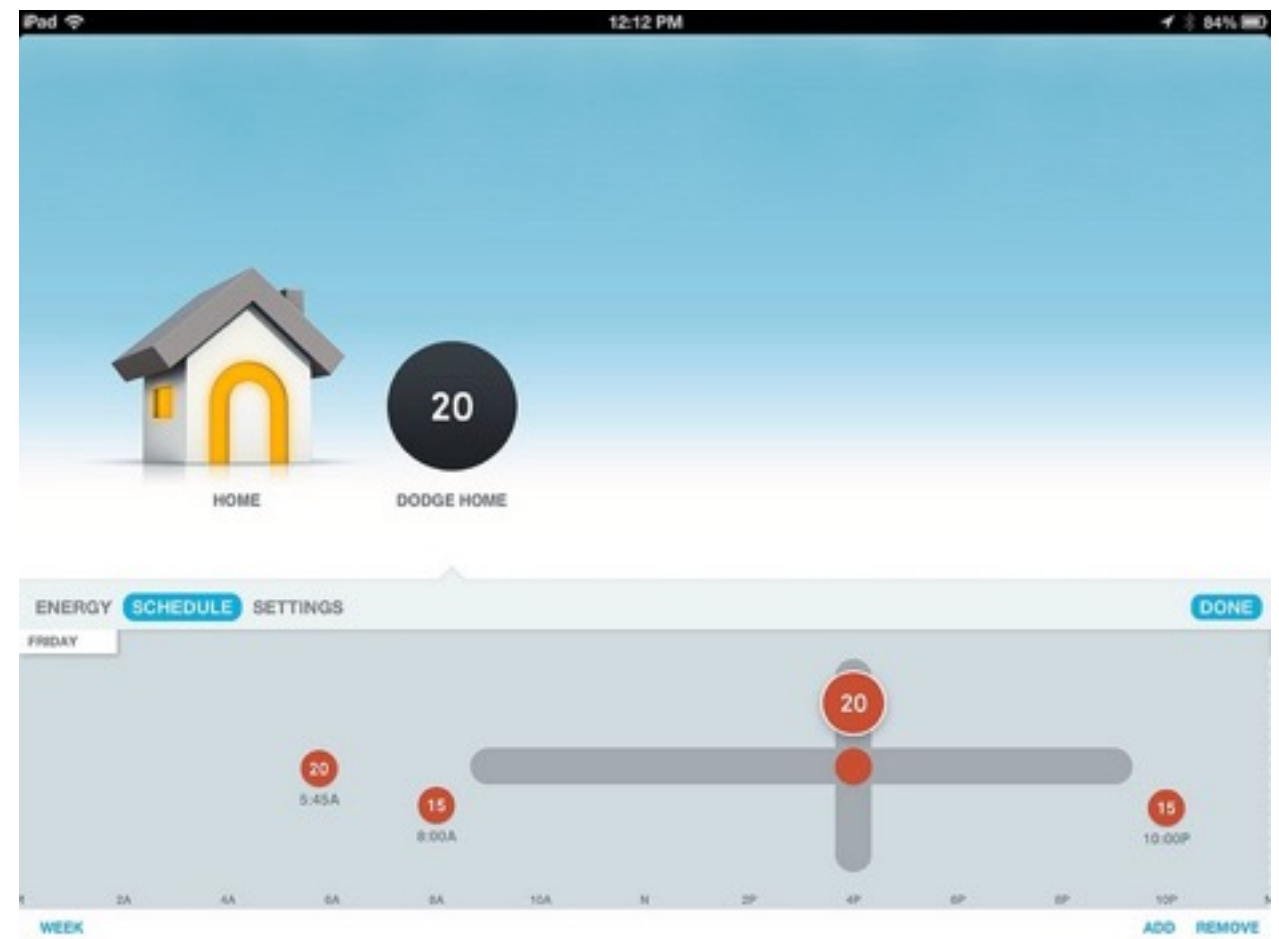 iPad 12:12 PM 84%
20
HOME DODGE HOME
ENERGY SCHEDULE SETTINGS DONE
FRIDAY
20
20
5:45A
15
8:00A
15
10:00P
2A 4A 6A 8A 10A N 2P 4P 6P 8P 10P
WEEK ADD REMOVE